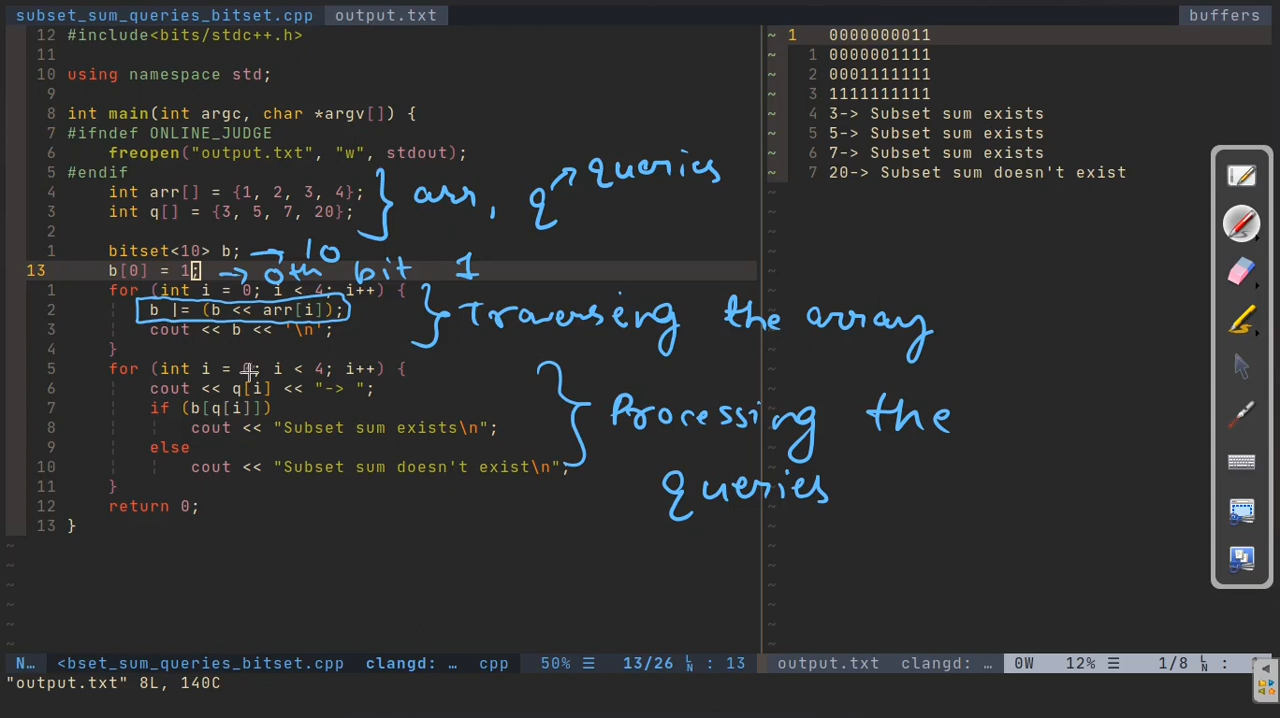 subset_sum_queries_bitset.cpp output.txt buffers
12 #include<bits/stdc++.h>
11
10 using namespace std;
9
8 int main(int argc, char *argv[]) {
7 #ifndef ONLINE_JUDGE
6 freopen("output.txt", "w", stdout);
5 #endif
4 int arr[] = {1, 2, 3, 4};
3 int q[] = {3, 5, 7, 20};
2
1 bitset<10> b;
13 b[0] = 1;
1 for (int i = 0; i < 4; i++) {
2 b |= (b << arr[i]);
3 cout << b << '\n';
4 }
5 for (int i = 0; i < 4; i++) {
6 cout << q[i] << "-> ";
7 if (b[q[i]])
8 cout << "Subset sum exists\n";
9 else
10 cout << "Subset sum doesn't exist\n";
11 }
12 return 0;
13 }
~
~
~
~
~
arr, q → queries
→ 10
→ 0th bit 1
Traversing the array
Processing the
queries
~ 1 0000000011
~ 1 0000001111
~ 2 0001111111
~ 3 1111111111
~ 4 3-> Subset sum exists
~ 5 5-> Subset sum exists
~ 6 7-> Subset sum exists
~ 7 20-> Subset sum doesn't exist
N… <bset_sum_queries_bitset.cpp clangd: … cpp 50% ☰ 13/26 LN : 13 output.txt clangd: … 0W 12% ☰ 1/8 LN :
"output.txt" 8L, 140C